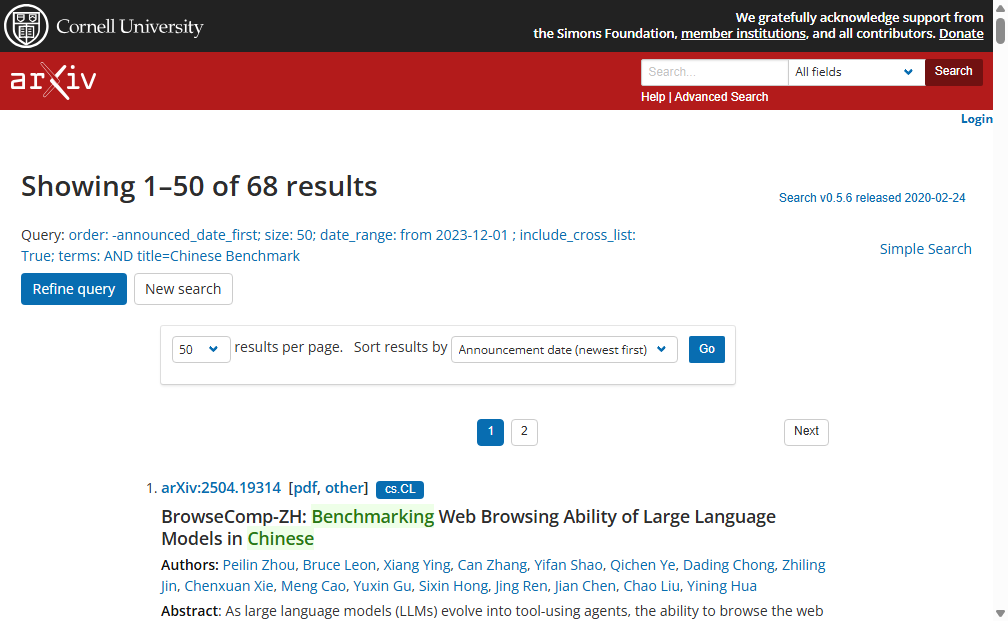 Cornell University
We gratefully acknowledge support from
the Simons Foundation, member institutions, and all contributors. Donate
arXiv
Search...
All fields
Search
Help | Advanced Search
Login
Showing 1–50 of 68 results
Search v0.5.6 released 2020-02-24
Query: order: -announced_date_first; size: 50; date_range: from 2023-12-01 ; include_cross_list:
True; terms: AND title=Chinese Benchmark
Simple Search
Refine query
New search
50 results per page. Sort results by Announcement date (newest first) Go
1 2 Next
1. arXiv:2504.19314 [pdf, other] cs.CL
BrowseComp-ZH: Benchmarking Web Browsing Ability of Large Language
Models in Chinese
Authors: Peilin Zhou, Bruce Leon, Xiang Ying, Can Zhang, Yifan Shao, Qichen Ye, Dading Chong, Zhiling
Jin, Chenxuan Xie, Meng Cao, Yuxin Gu, Sixin Hong, Jing Ren, Jian Chen, Chao Liu, Yining Hua
Abstract: As large language models (LLMs) evolve into tool-using agents, the ability to browse the web